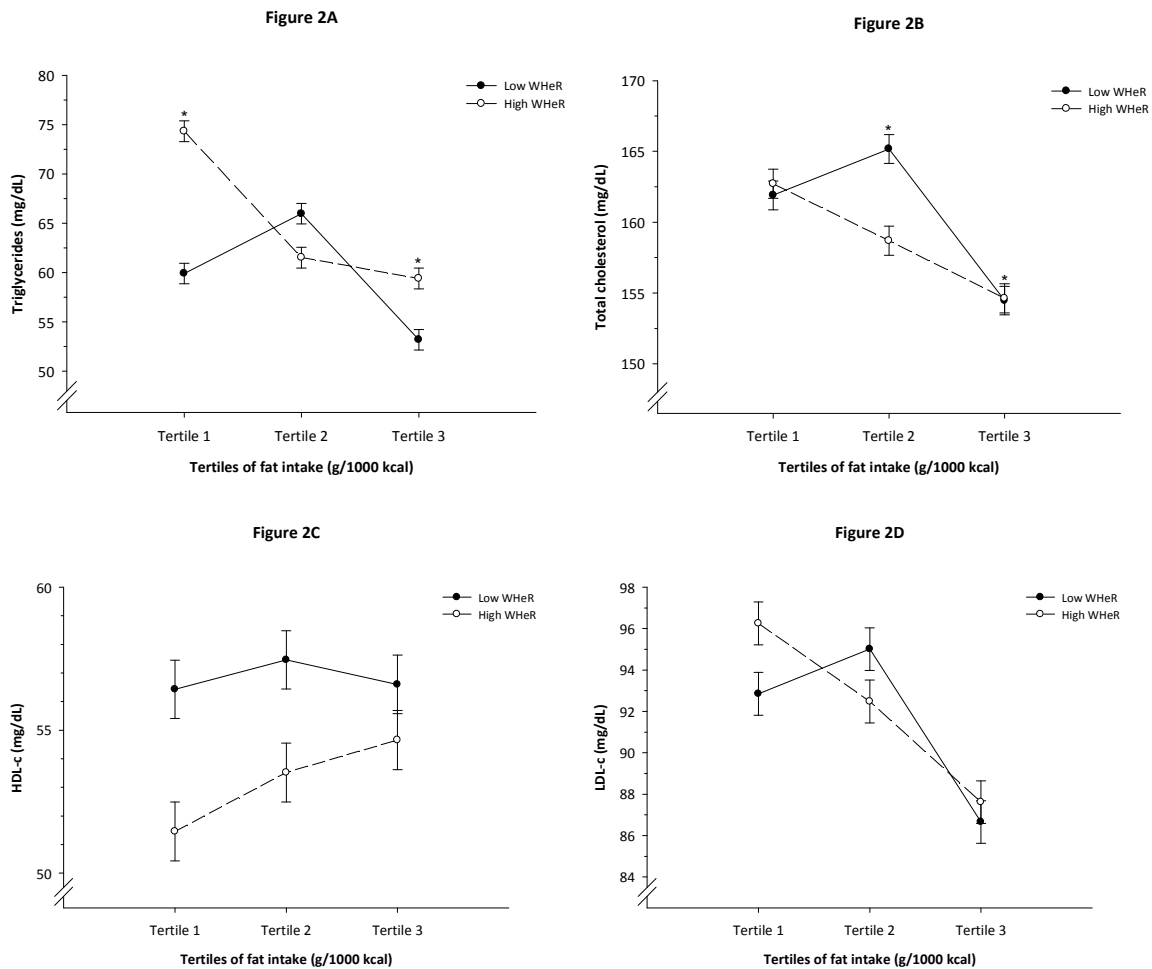 Figure 2A
80
75
70
65
60
55
50
Triglycerides (mg/dL)
Low WHeR
High WHeR
*
*
Tertile 1 Tertile 2 Tertile 3
Tertiles of fat intake (g/1000 kcal)
Figure 2B
170
165
160
155
150
Total cholesterol (mg/dL)
Low WHeR
High WHeR
*
*
Tertile 1 Tertile 2 Tertile 3
Tertiles of fat intake (g/1000 kcal)
Figure 2C
60
55
50
HDL-c (mg/dL)
Low WHeR
High WHeR
Tertile 1 Tertile 2 Tertile 3
Tertiles of fat intake (g/1000 kcal)
Figure 2D
98
96
94
92
90
88
86
84
LDL-c (mg/dL)
Low WHeR
High WHeR
Tertile 1 Tertile 2 Tertile 3
Tertiles of fat intake (g/1000 kcal)